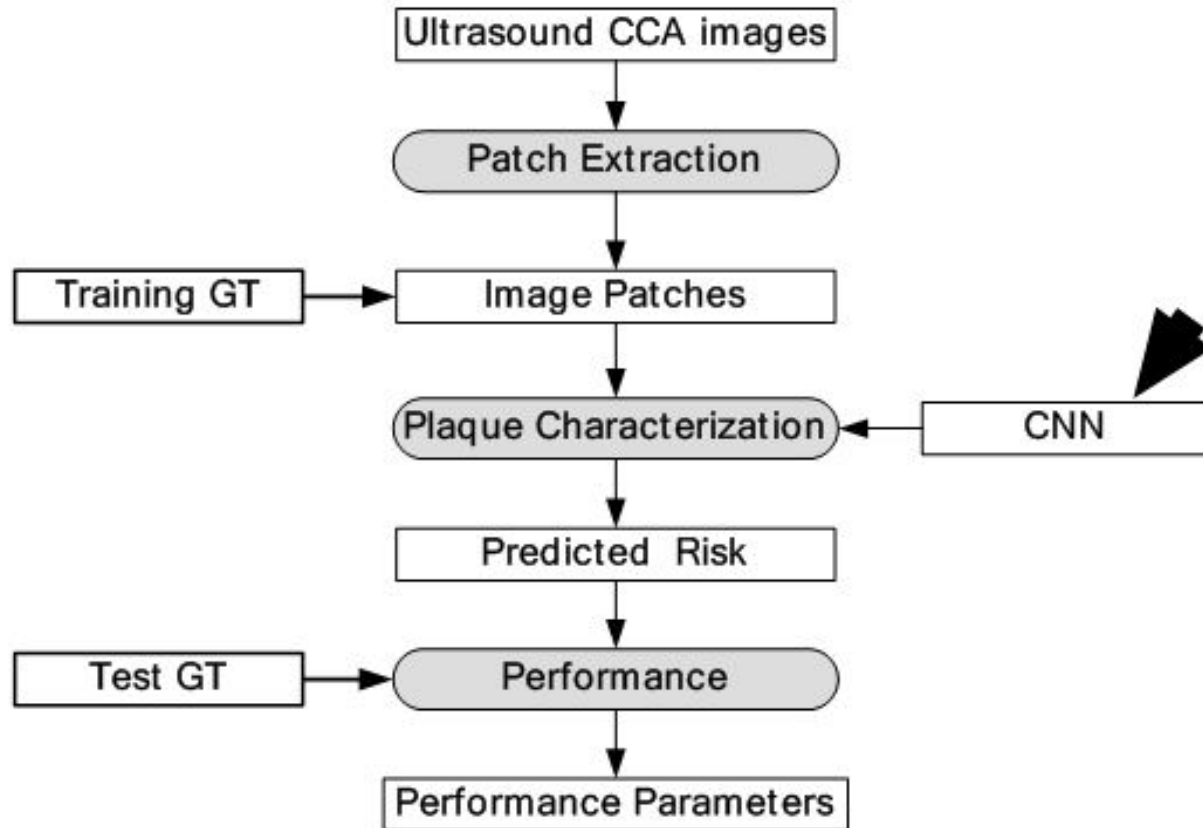 Ultrasound CCA images
Patch Extraction
Training GT
Image Patches
Plaque Characterization
CNN
Predicted Risk
Test GT
Performance
Performance Parameters